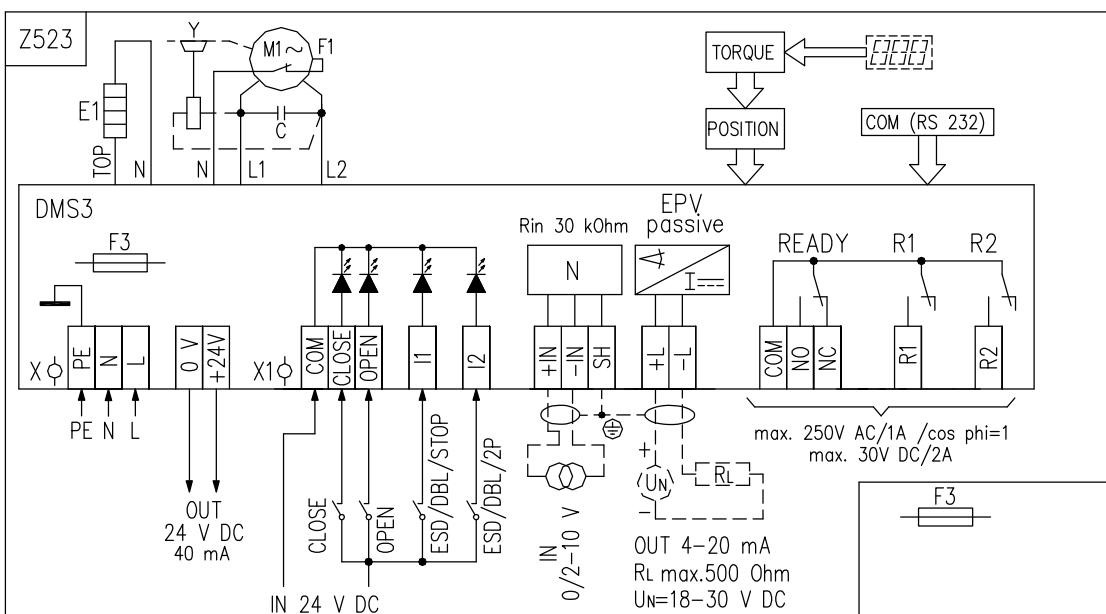 Z523
Y
M1 ~
F1
E1
C
TOP
N
N
L1
L2
TORQUE
POSITION
COM (RS 232)
DMS3
F3
Rin 30 kOhm
N
EPV
passive
I
READY
R1
R2
X
PE
N
L
0 V
+24V
X1
COM
CLOSE
OPEN
I1
I2
+IN
-IN
SH
+L
-L
COM
NO
NC
R1
R2
PE N L
OUT
24 V DC
40 mA
CLOSE
OPEN
ESD/DBL/STOP
ESD/DBL/2P
IN 24 V DC
IN
0/2-10 V
+
UN
-
RL
OUT 4-20 mA
RL max.500 Ohm
UN=18-30 V DC
max. 250V AC/1A /cos phi=1
max. 30V DC/2A
F3